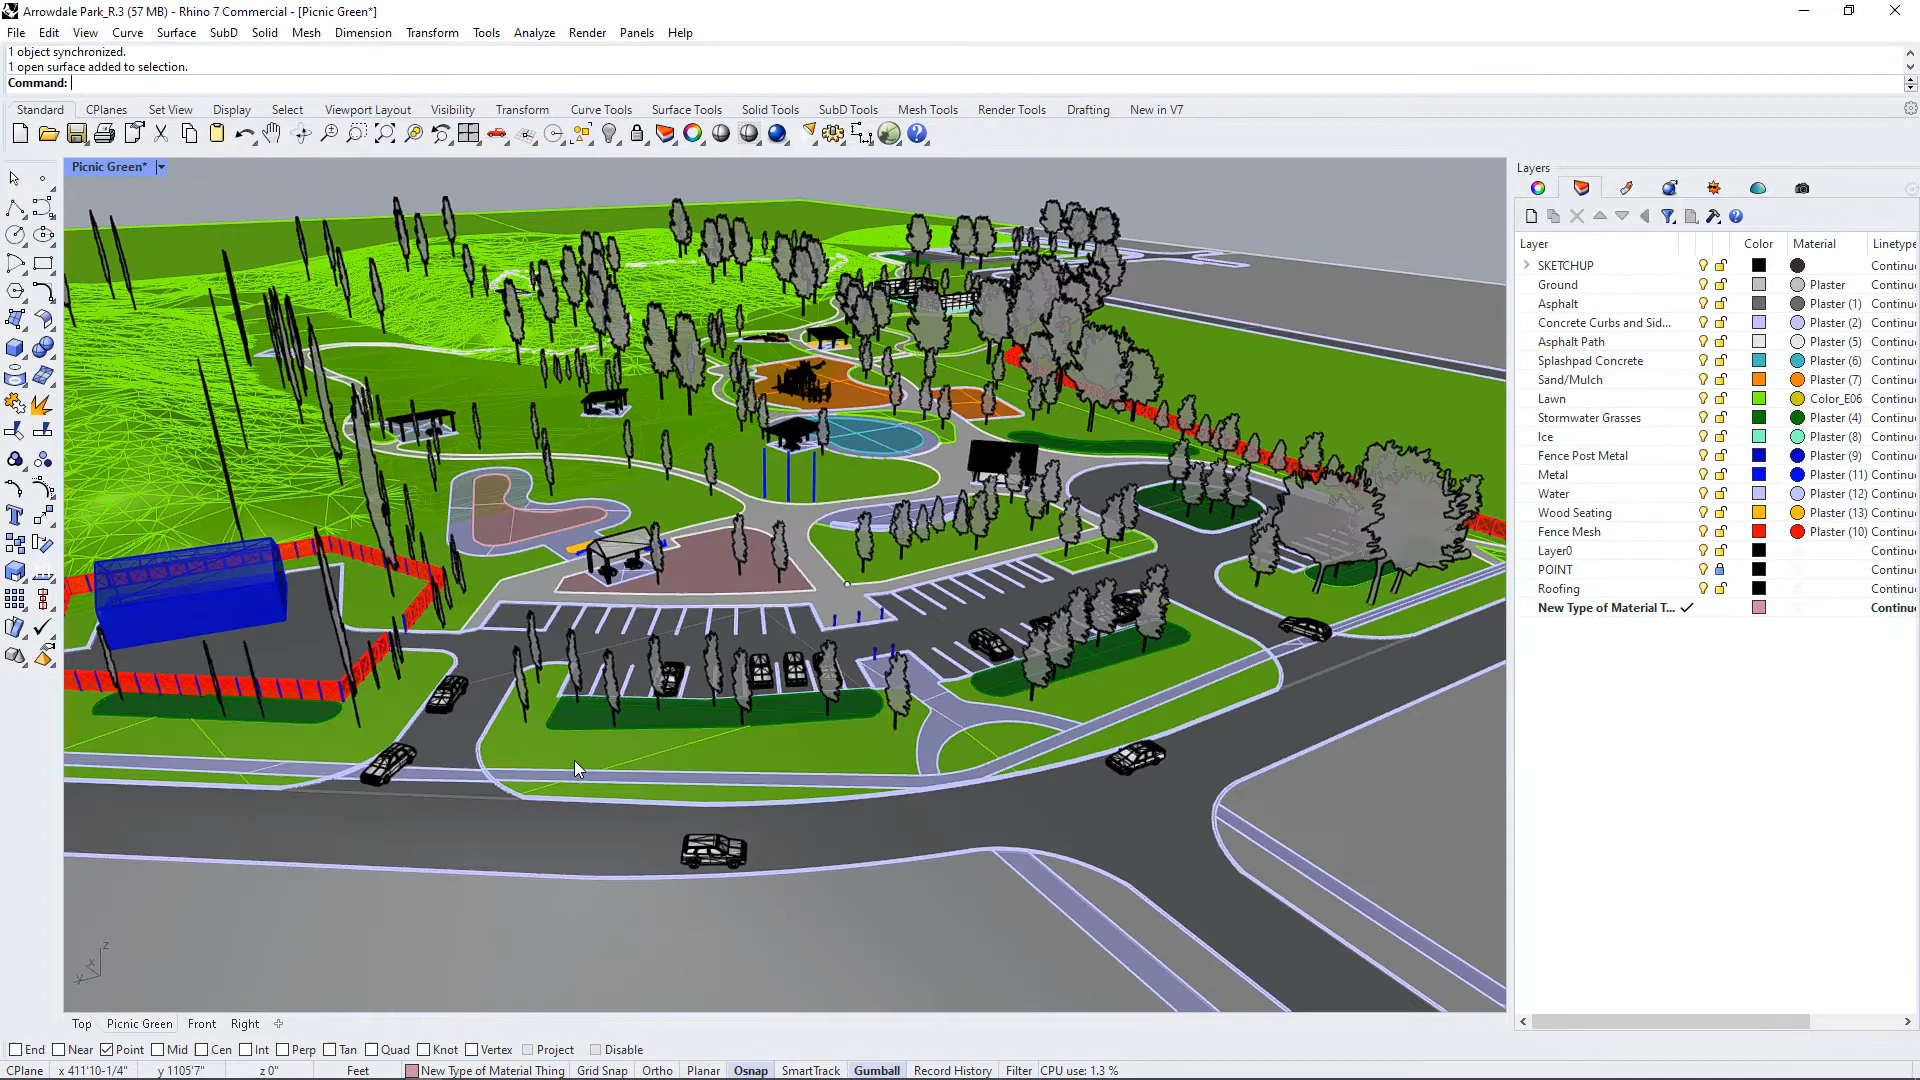 Arrowdale Park_R.3 (57 MB) - Rhino 7 Commercial - [Picnic Green*]
File Edit View Curve Surface SubD Solid Mesh Dimension Transform Tools Analyze Render Panels Help
1 object synchronized.
1 open surface added to selection.
Command:
Standard CPlanes Set View Display Select Viewport Layout Visibility Transform Curve Tools Surface Tools Solid Tools SubD Tools Mesh Tools Render Tools Drafting New in V7
Picnic Green*
Layers
Layer Color Material Linetype
SKETCHUP Continu
Ground Plaster Continu
Asphalt Plaster (1) Continu
Concrete Curbs and Sid... Plaster (2) Continu
Asphalt Path Plaster (5) Continu
Splashpad Concrete Plaster (6) Continu
Sand/Mulch Plaster (7) Continu
Lawn Color_E06 Continu
Stormwater Grasses Plaster (4) Continu
Ice Plaster (8) Continu
Fence Post Metal Plaster (9) Continu
Metal Plaster (11) Continu
Water Plaster (12) Continu
Wood Seating Plaster (13) Continu
Fence Mesh Plaster (10) Continu
Layer0 Continu
POINT Continu
Roofing Continu
New Type of Material T... Continu
z
x
y
Top Picnic Green Front Right
End Near Point Mid Cen Int Perp Tan Quad Knot Vertex Project Disable
CPlane x 411'10-1/4" y 1105'7" z 0" Feet New Type of Material Thing Grid Snap Ortho Planar Osnap SmartTrack Gumball Record History Filter CPU use: 1.3 %